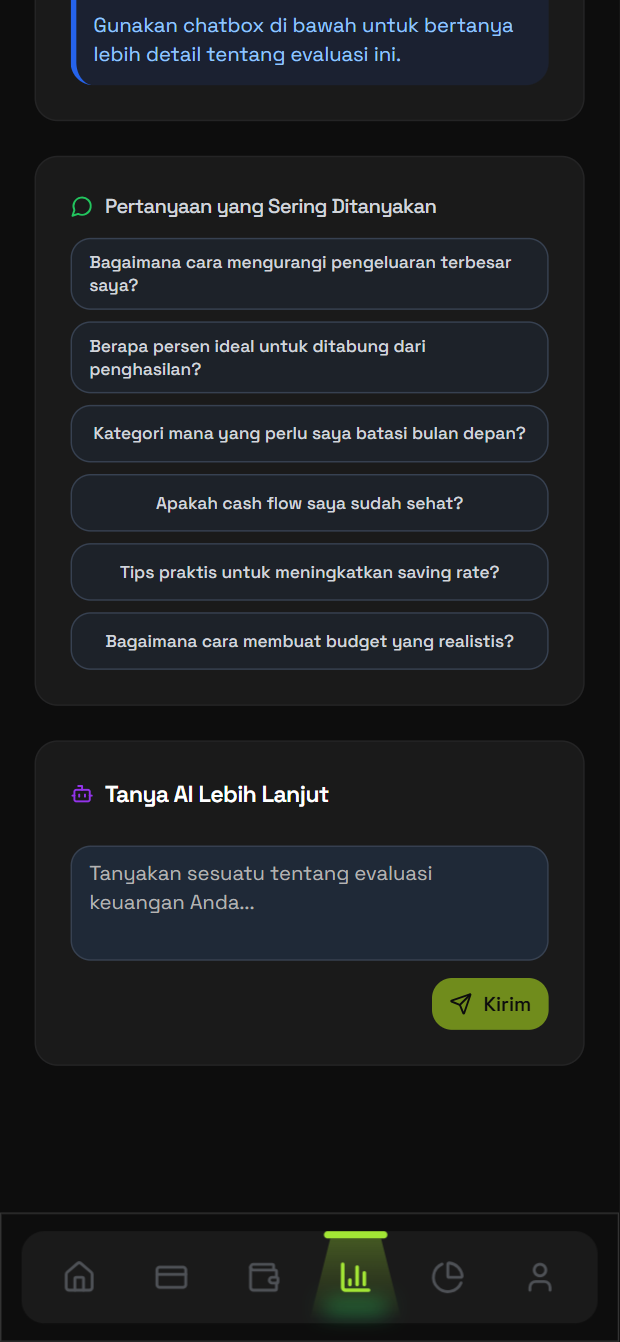 Gunakan chatbox di bawah untuk bertanya
lebih detail tentang evaluasi ini.
Pertanyaan yang Sering Ditanyakan
Bagaimana cara mengurangi pengeluaran terbesar
saya?
Berapa persen ideal untuk ditabung dari
penghasilan?
Kategori mana yang perlu saya batasi bulan depan?
Apakah cash flow saya sudah sehat?
Tips praktis untuk meningkatkan saving rate?
Bagaimana cara membuat budget yang realistis?
Tanya AI Lebih Lanjut
Tanyakan sesuatu tentang evaluasi
keuangan Anda...
Kirim